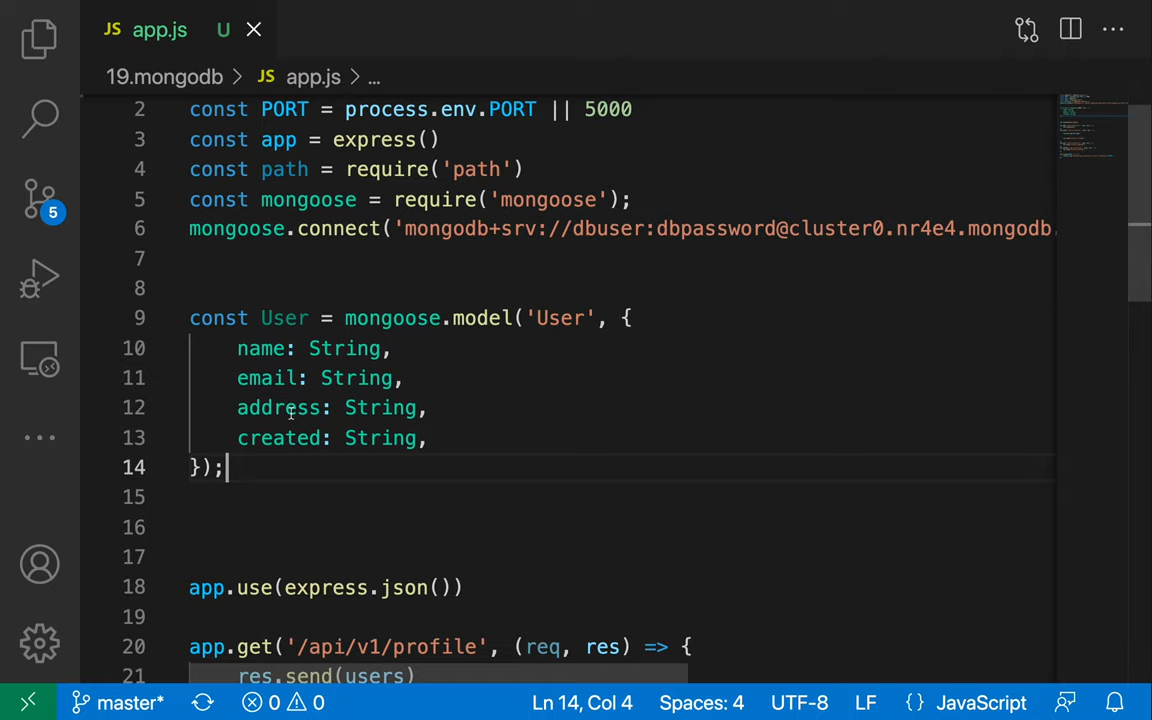 JS app.js U
19.mongodb > JS app.js > ...
2 const PORT = process.env.PORT || 5000
3 const app = express()
4 const path = require('path')
5 const mongoose = require('mongoose');
6 mongoose.connect('mongodb+srv://dbuser:dbpassword@cluster0.nr4e4.mongodb.
7
8
9 const User = mongoose.model('User', {
10 name: String,
11 email: String,
12 address: String,
13 created: String,
14 });
15
16
17
18 app.use(express.json())
19
20 app.get('/api/v1/profile', (req, res) => {
21 res.send(users)
5
master* 0 0 Ln 14, Col 4 Spaces: 4 UTF-8 LF {} JavaScript